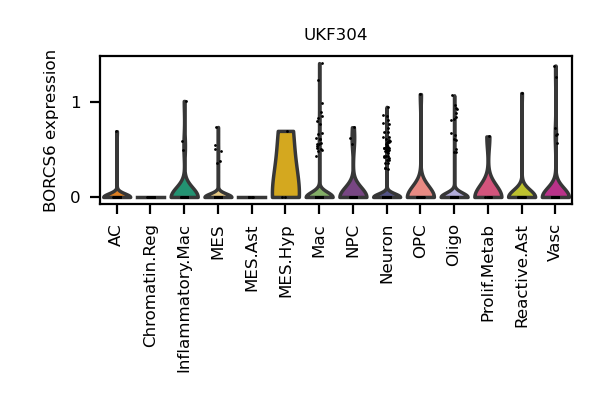 UKF304
BORCS6 expression
1
0
AC
Chromatin.Reg
Inflammatory.Mac
MES
MES.Ast
MES.Hyp
Mac
NPC
Neuron
OPC
Oligo
Prolif.Metab
Reactive.Ast
Vasc